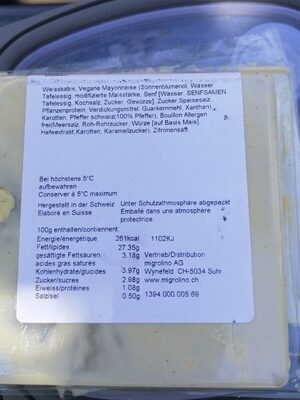 Weisskabis, Vegane Mayonnaise (Sonnenblumenöl, Wasser
Tafelessig, modifizierte Maisstärke, Senf [Wasser, SENFSAMEN
Tafelessig, Kochsalz, Zucker, Gewürze], Zucker,Speisesalz,
Pflanzenprotein, Verdickungsmittel: Guarkernmehl, Xanthan)
Karotten, Pfeffer schwarz(100% Pfeffer), Bouillon Allergen
frei(Meersalz, Roh-Rohrzucker, Würze [auf Basis Mais],
Hefeextrakt,Karotten, Karamelzucker), Zitronensaft
Bei höchstens 5°C
aufbewahren
Conserver à 5°C maximum
Hergestellt in der Schweiz Unter Schutzathmosphäre abgepackt
Elaboré en Suisse Emballé dans une atmosphère
protectrice
100g enthalten/contiennent:
Energie/énergétique 261kcal 1102KJ
Fett/lipides 27.35g
gesättigte Fettsäuren 3.18g Vertrieb/Distribution
acides gras saturés migrolino AG
Kohlenhydrate/glucides 3.97g Wynefeld. CH-5034 Suhr
Zucker/sucres 2.98g www.migrolino.ch
Eiweiss/protéines 1.08g
Salz/sel 0.50g 1394.000.005.69